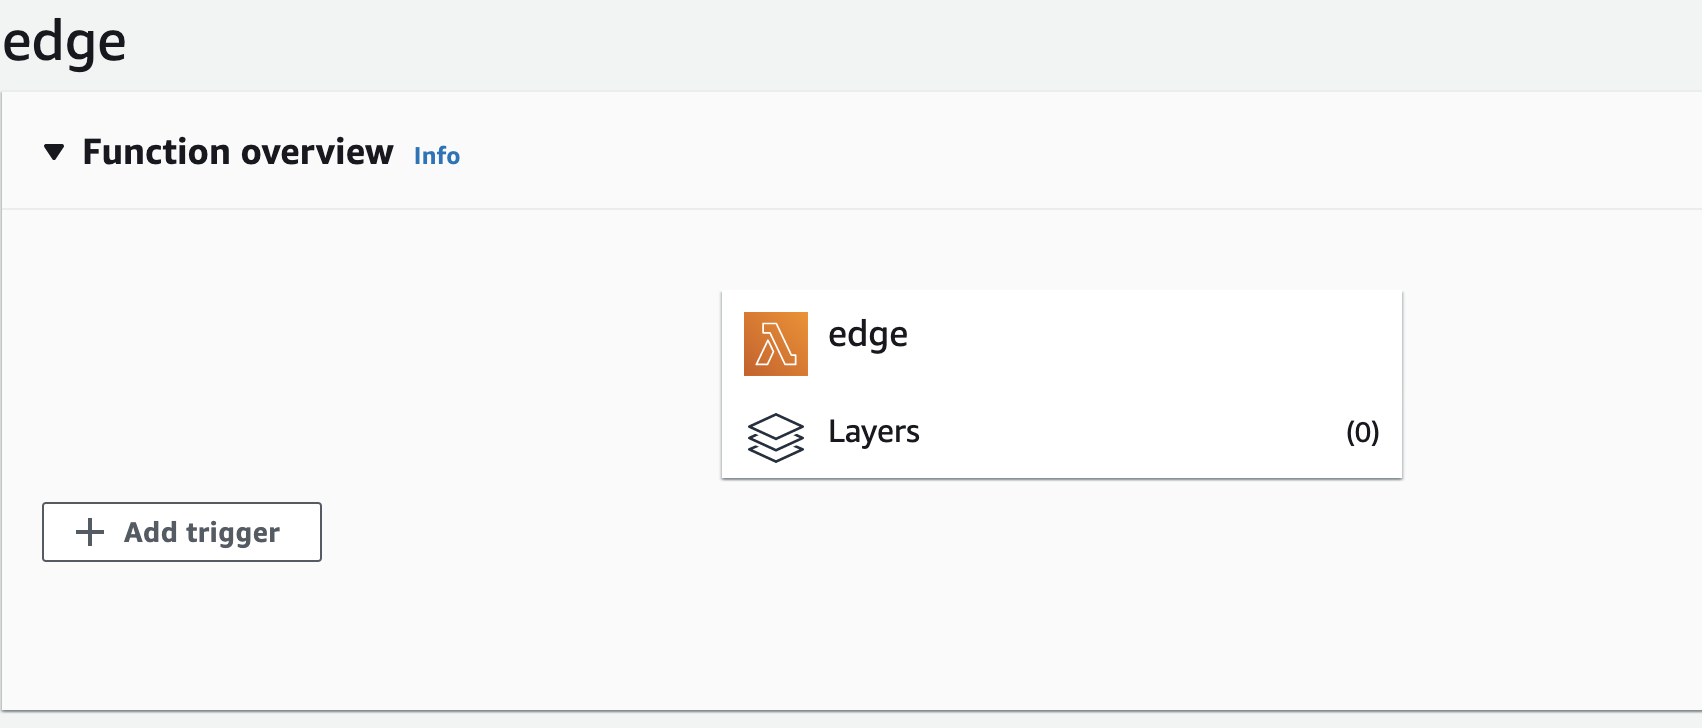 edge
Function overview Info
edge
Layers (0)
Add trigger